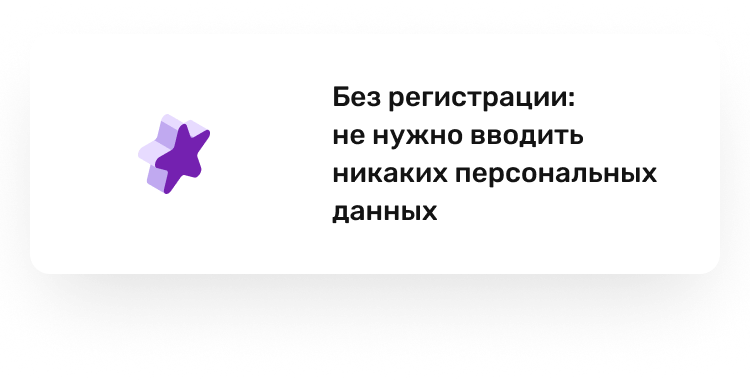 Без регистрации:
не нужно вводить
никаких персональных
данных